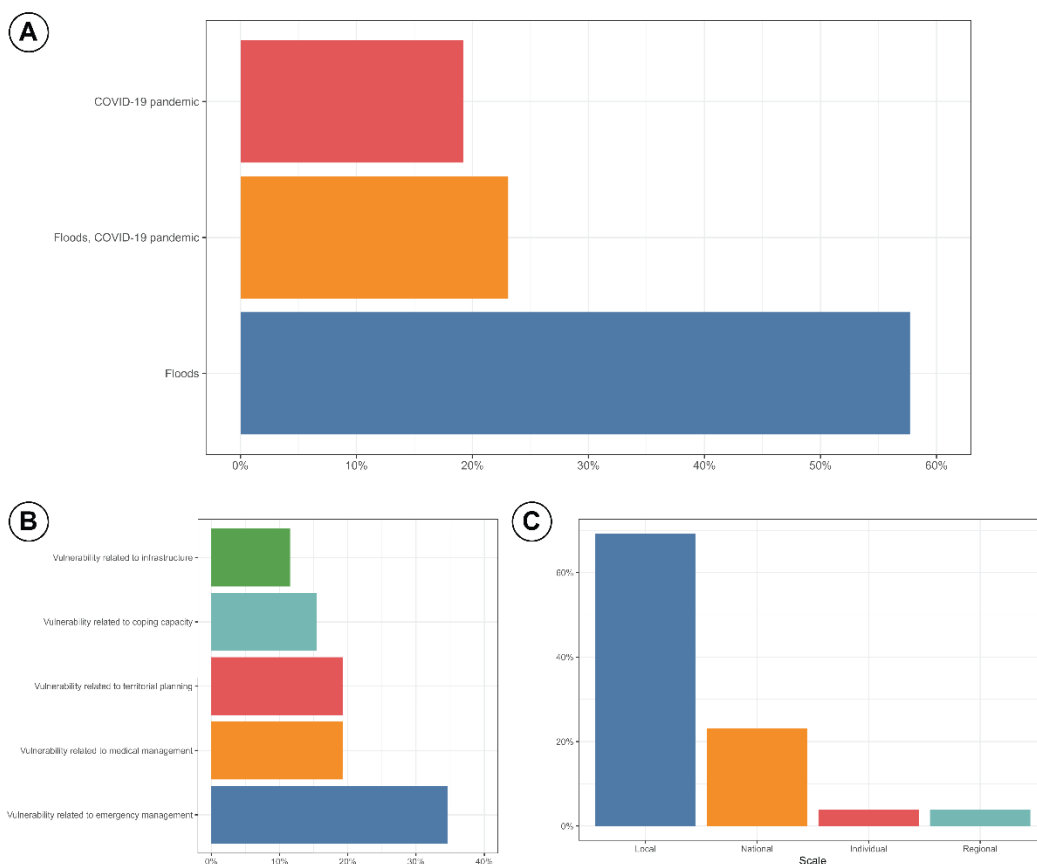 A
COVID-19 pandemic
Floods, COVID-19 pandemic
Floods
0% 10% 20% 30% 40% 50% 60%
B
Vulnerability related to infrastructure
Vulnerability related to coping capacity
Vulnerability related to territorial planning
Vulnerability related to medical management
Vulnerability related to emergency management
0% 10% 20% 30% 40%
C
60%
40%
20%
0%
Local National Individual Regional
Scale